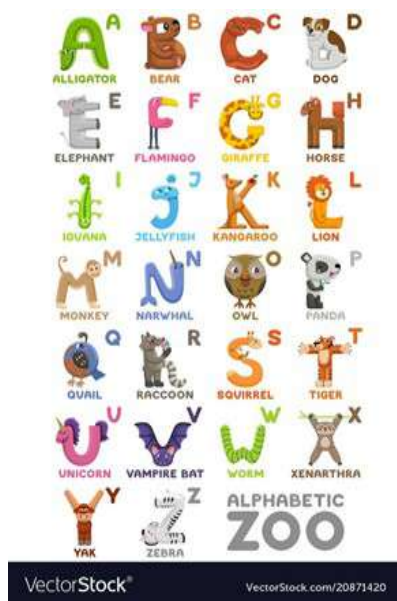 A B C D
ALLIGATOR BEAR CAT DOG
E F G H
ELEPHANT FLAMINGO GIRAFFE HORSE
I J K L
IGUANA JELLYFISH KANGAROO LION
M N O P
MONKEY NARWHAL OWL PANDA
Q R S T
QUAIL RACCOON SQUIRREL TIGER
U V W X
UNICORN VAMPIRE BAT WORM XENARTHRA
Y Z
YAK ZEBRA
ALPHABETIC
ZOO
VectorStock®
VectorStock.com/20871420